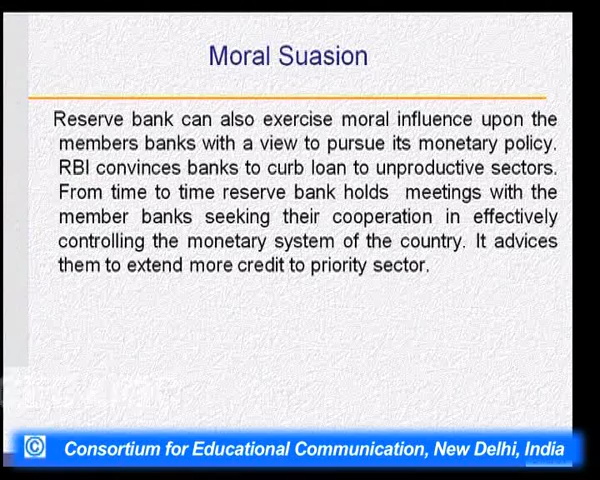 Moral Suasion
Reserve bank can also exercise moral influence upon the
members banks with a view to pursue its monetary policy.
RBI convinces banks to curb loan to unproductive sectors.
From time to time reserve bank holds meetings with the
member banks seeking their cooperation in effectively
controlling the monetary system of the country. It advices
them to extend more credit to priority sector.
© Consortium for Educational Communication, New Delhi, India